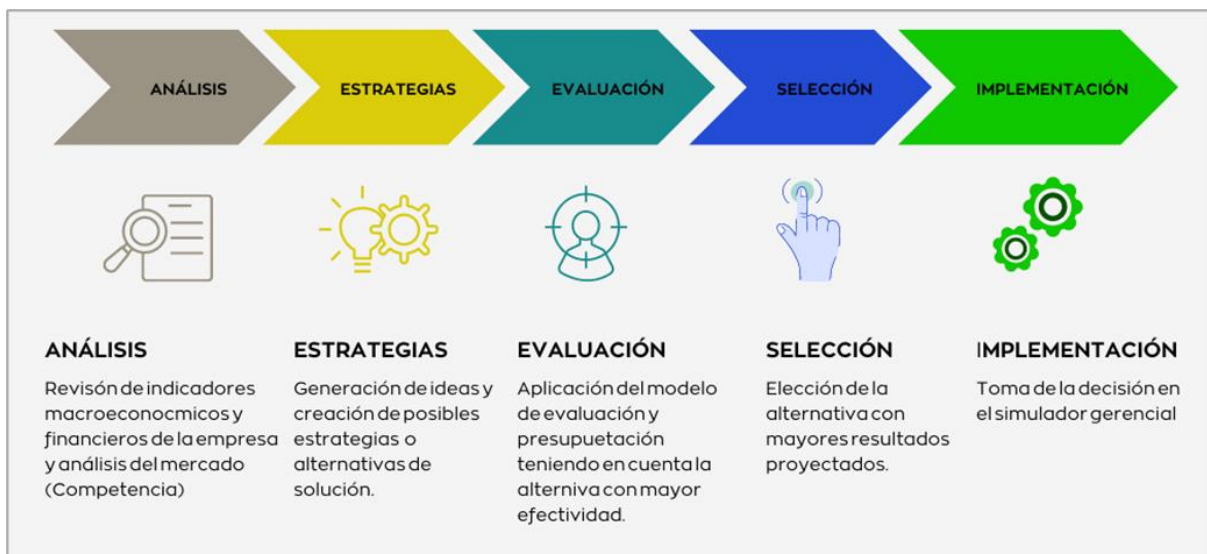 ANÁLISIS
ESTRATEGIAS
EVALUACIÓN
SELECCIÓN
IMPLEMENTACIÓN
ANÁLISIS
Revisón de indicadores
macroeconocmicos y
financieros de la empresa
y análisis del mercado
(Competencia)
ESTRATEGIAS
Generación de ideas y
creación de posibles
estrategias o
alternativas de
solución.
EVALUACIÓN
Aplicación del modelo
de evaluación y
presupuetación
teniendo en cuenta la
alterniva con mayor
efectividad.
SELECCIÓN
Elección de la
alternativa con
mayores resultados
proyectados.
IMPLEMENTACIÓN
Toma de la decisión en
el simulador gerencial